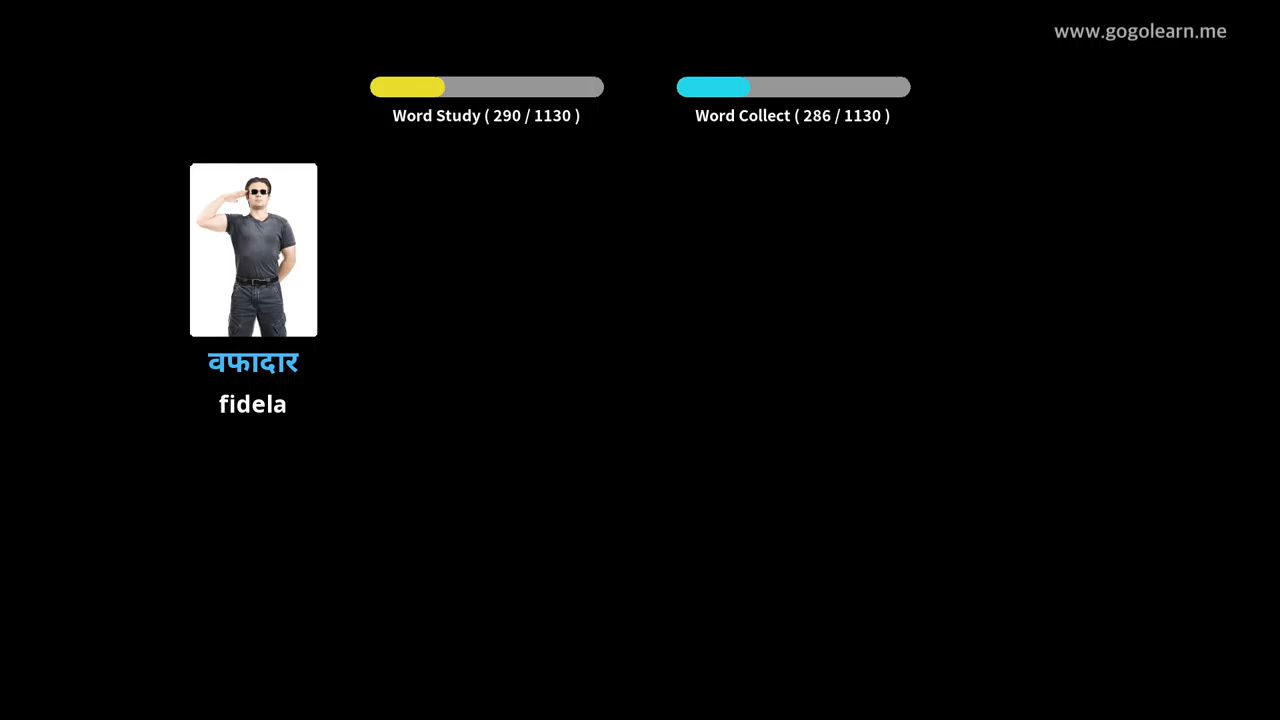 www.gogolearn.me
Word Study ( 290 / 1130 )
Word Collect ( 286 / 1130 )
वफादार
fidela